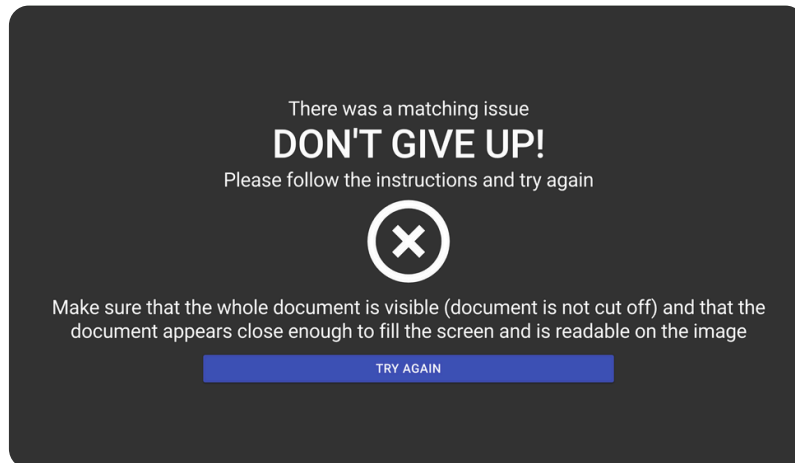 There was a matching issue
DON'T GIVE UP!
Please follow the instructions and try again
Make sure that the whole document is visible (document is not cut off) and that the
document appears close enough to fill the screen and is readable on the image
TRY AGAIN